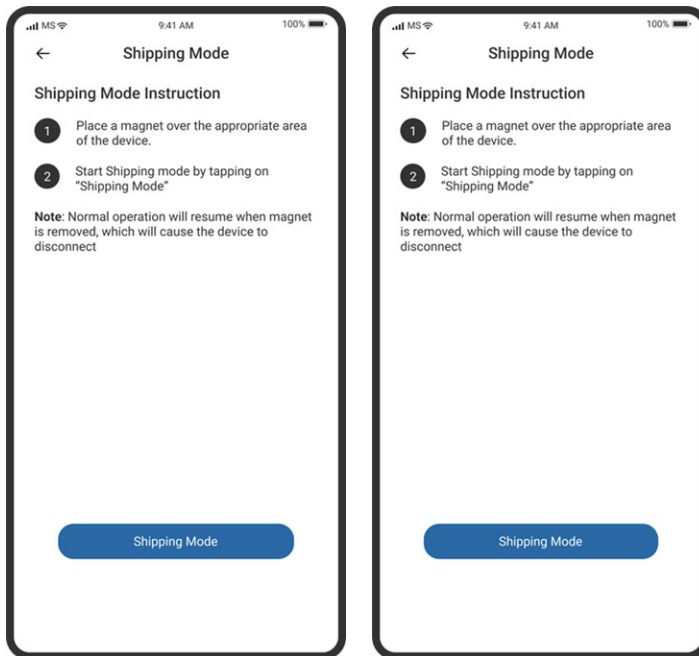 MS 9:41 AM 100%
Shipping Mode
Shipping Mode Instruction
1 Place a magnet over the appropriate area
of the device.
2 Start Shipping mode by tapping on
“Shipping Mode”
Note: Normal operation will resume when magnet
is removed, which will cause the device to
disconnect
Shipping Mode
MS 9:41 AM 100%
Shipping Mode
Shipping Mode Instruction
1 Place a magnet over the appropriate area
of the device.
2 Start Shipping mode by tapping on
“Shipping Mode”
Note: Normal operation will resume when magnet
is removed, which will cause the device to
disconnect
Shipping Mode